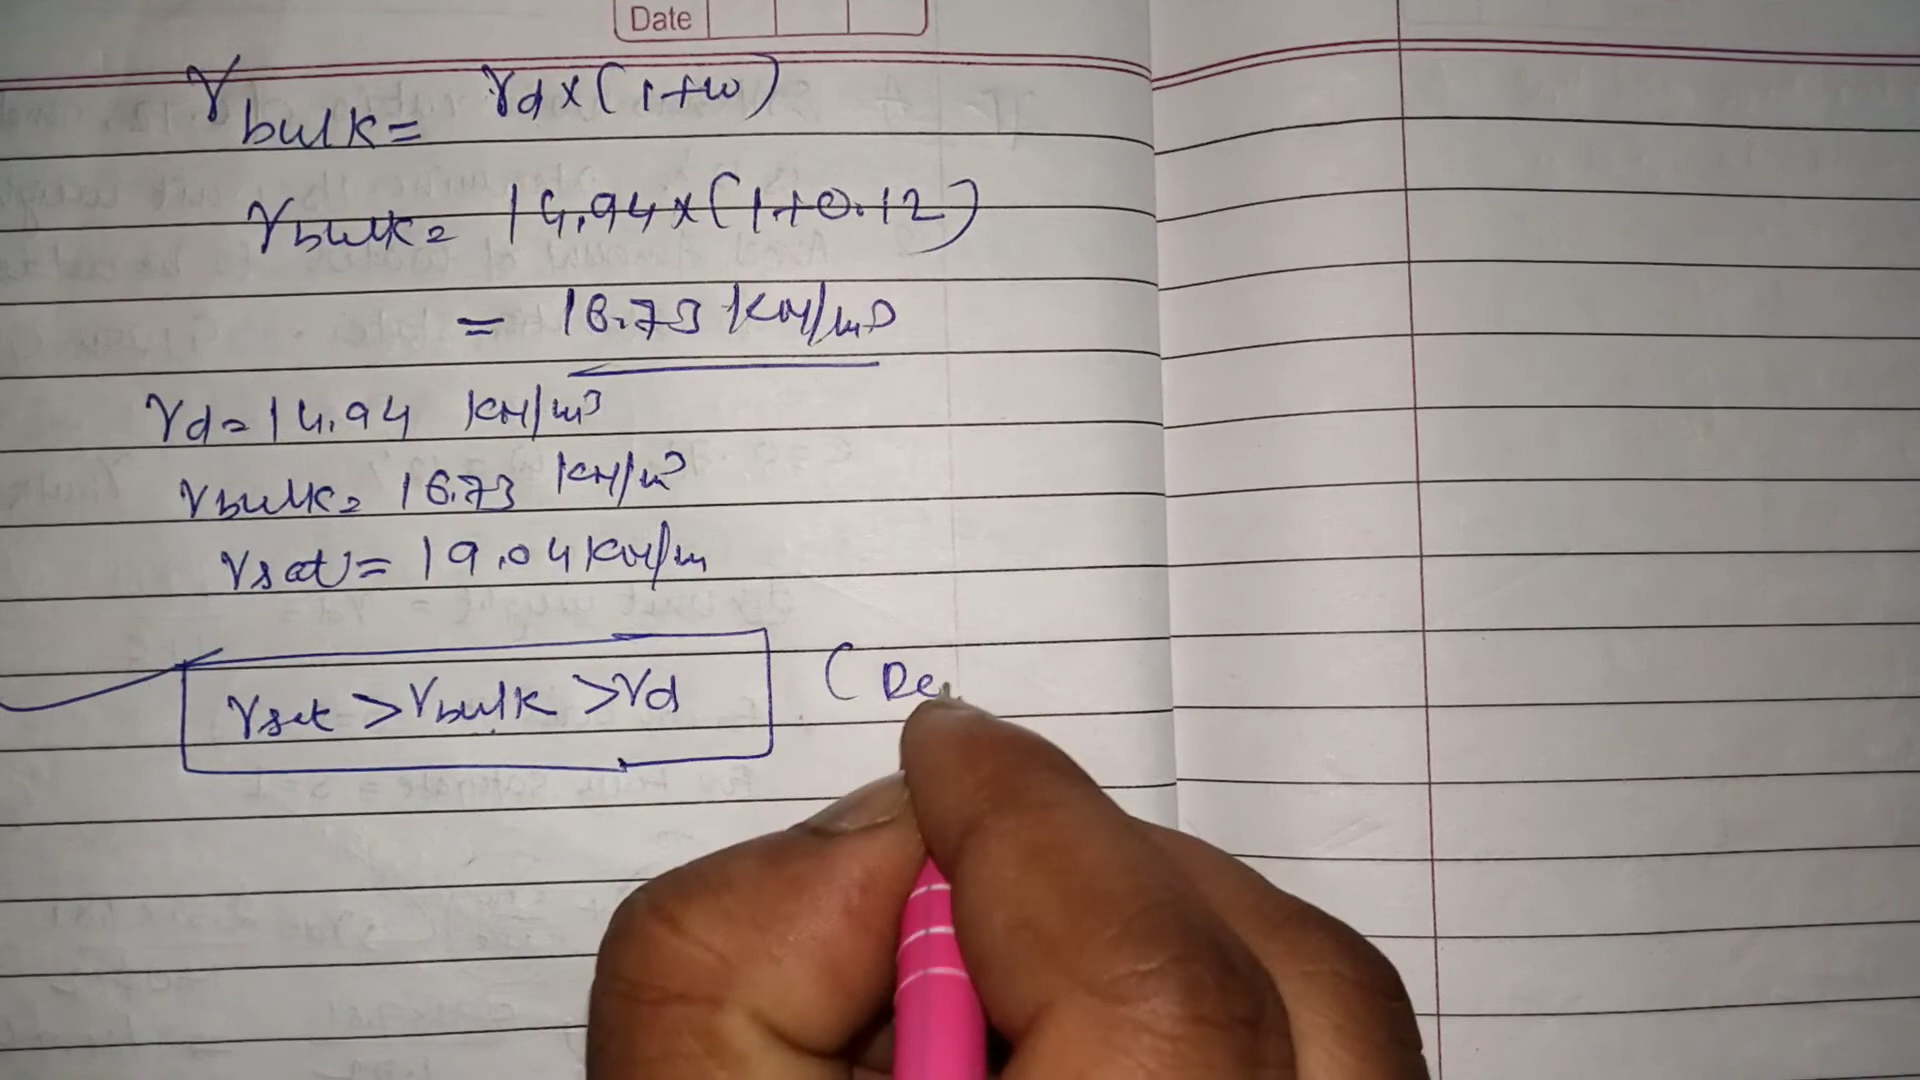 Date
γbulk = γd×(1+w)
γbulk = 14.94×(1+0.12)
= 16.73 KN/m3
γd = 14.94 KN/m3
γbulk = 16.73 KN/m3
γsat = 19.04 KN/m
γsat > γbulk > γd (De